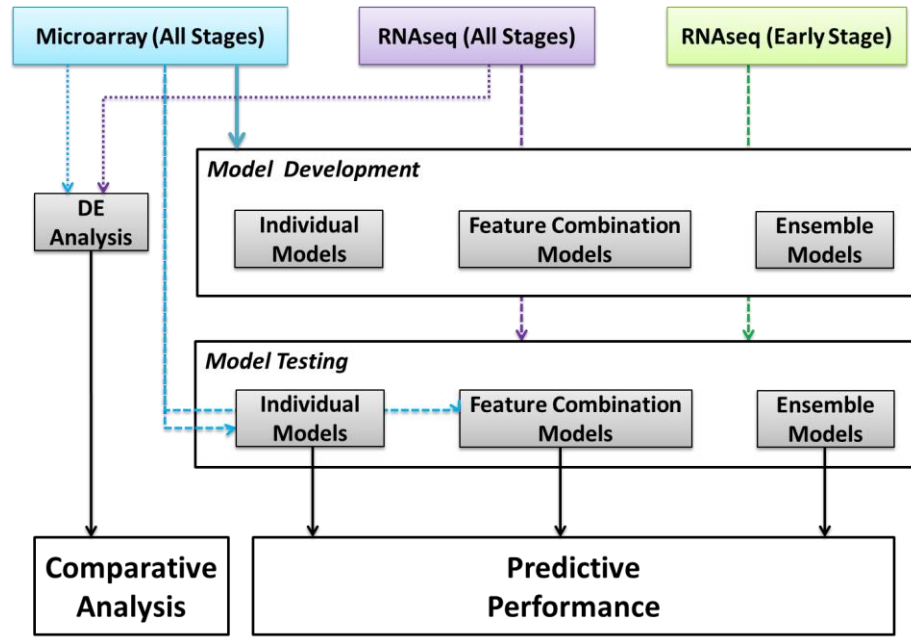 Microarray (All Stages)
RNAseq (All Stages)
RNAseq (Early Stage)
Model Development
DE
Analysis
Individual
Models
Feature Combination
Models
Ensemble
Models
Model Testing
Individual
Models
Feature Combination
Models
Ensemble
Models
Comparative
Analysis
Predictive
Performance